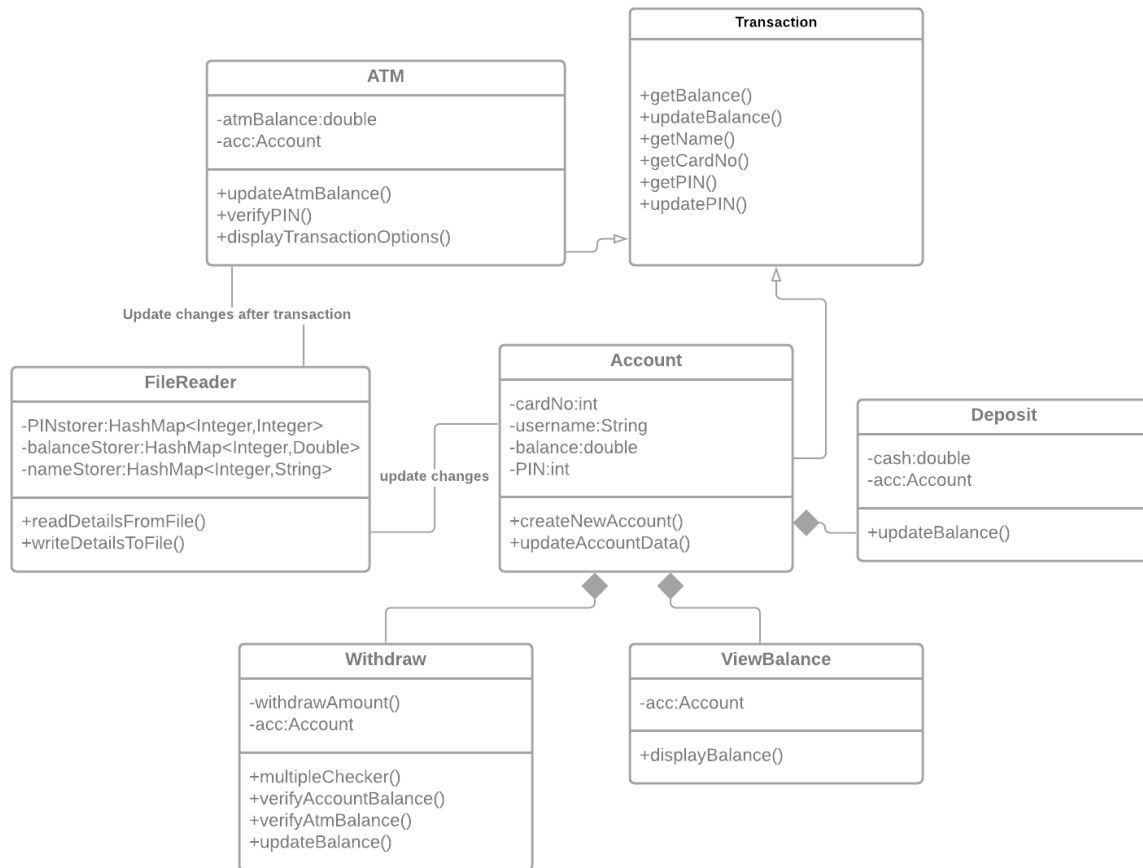 Transaction
+getBalance()
+updateBalance()
+getName()
+getCardNo()
+getPIN()
+updatePIN()
ATM
-atmBalance:double
-acc:Account
+updateAtmBalance()
+verifyPIN()
+displayTransactionOptions()
Update changes after transaction
FileReader
-PINstorer:HashMap<Integer,Integer>
-balanceStorer:HashMap<Integer,Double>
-nameStorer:HashMap<Integer,String>
+readDetailsFromFile()
+writeDetailsToFile()
update changes
Account
-cardNo:int
-username:String
-balance:double
-PIN:int
+createNewAccount()
+updateAccountData()
Deposit
-cash:double
-acc:Account
+updateBalance()
Withdraw
-withdrawAmount()
-acc:Account
+multipleChecker()
+verifyAccountBalance()
+verifyAtmBalance()
+updateBalance()
ViewBalance
-acc:Account
+displayBalance()